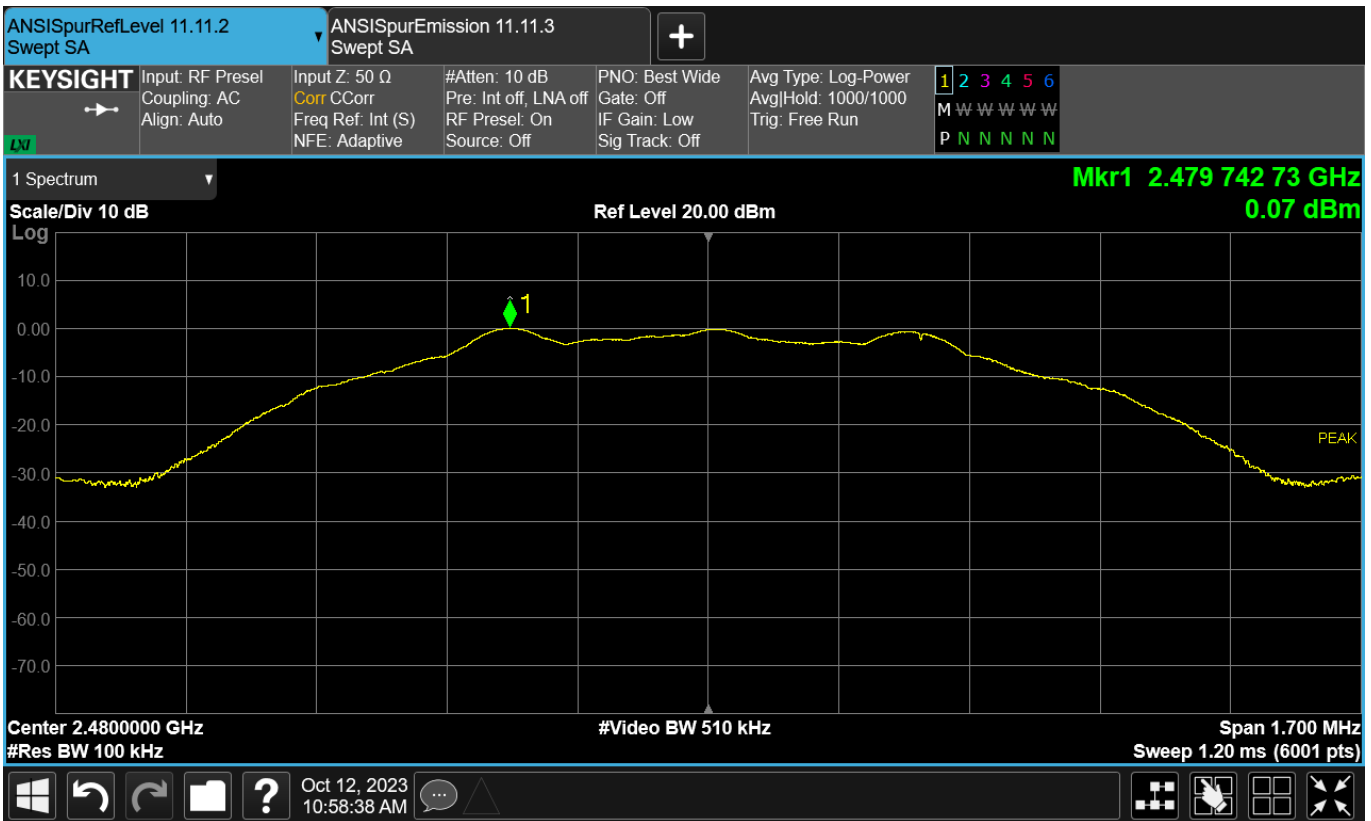 ANSISpurRefLevel 11.11.2
Swept SA
ANSISpurEmission 11.11.3
Swept SA
KEYSIGHT
LXI
Input: RF Presel
Coupling: AC
Align: Auto
Input Z: 50 Ω
Corr CCorr
Freq Ref: Int (S)
NFE: Adaptive
#Atten: 10 dB
Pre: Int off, LNA off
RF Presel: On
Source: Off
PNO: Best Wide
Gate: Off
IF Gain: Low
Sig Track: Off
Avg Type: Log-Power
Avg|Hold: 1000/1000
Trig: Free Run
1 2 3 4 5 6
M W W W W W
P N N N N N
1 Spectrum
Mkr1 2.479 742 73 GHz
0.07 dBm
Scale/Div 10 dB
Ref Level 20.00 dBm
Log
10.0
0.00
-10.0
-20.0
-30.0
-40.0
-50.0
-60.0
-70.0
1
PEAK
Center 2.4800000 GHz
#Video BW 510 kHz
Span 1.700 MHz
#Res BW 100 kHz
Sweep 1.20 ms (6001 pts)
?
Oct 12, 2023
10:58:38 AM